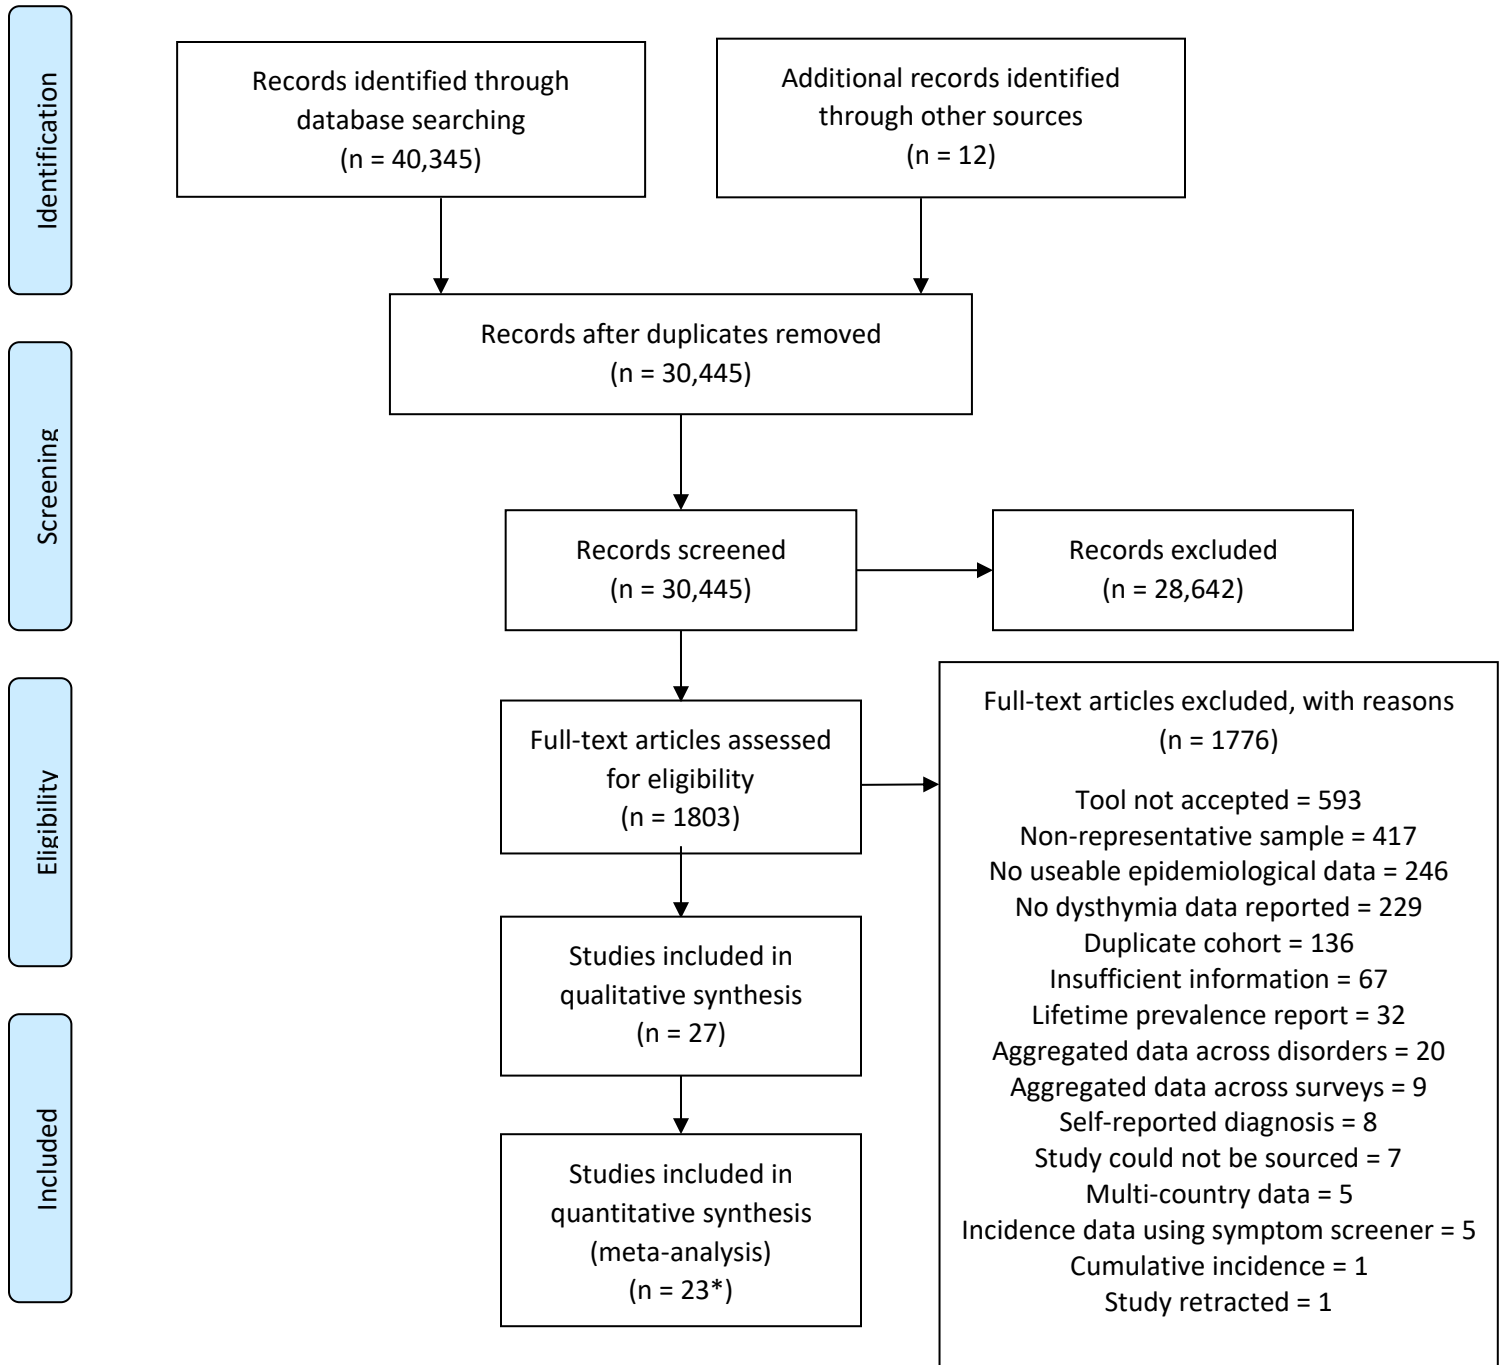 Identification
Records identified through
database searching
(n = 40,345)
Additional records identified
through other sources
(n = 12)
Records after duplicates removed
(n = 30,445)
Screening
Records screened
(n = 30,445)
Records excluded
(n = 28,642)
Eligibility
Full-text articles assessed
for eligibility
(n = 1803)
Full-text articles excluded, with reasons
(n = 1776)
Tool not accepted = 593
Non-representative sample = 417
No useable epidemiological data = 246
No dysthymia data reported = 229
Duplicate cohort = 136
Insufficient information = 67
Lifetime prevalence report = 32
Aggregated data across disorders = 20
Aggregated data across surveys = 9
Self-reported diagnosis = 8
Study could not be sourced = 7
Multi-country data = 5
Incidence data using symptom screener = 5
Cumulative incidence = 1
Study retracted = 1
Studies included in
qualitative synthesis
(n = 27)
Included
Studies included in
quantitative synthesis
(meta-analysis)
(n = 23*)